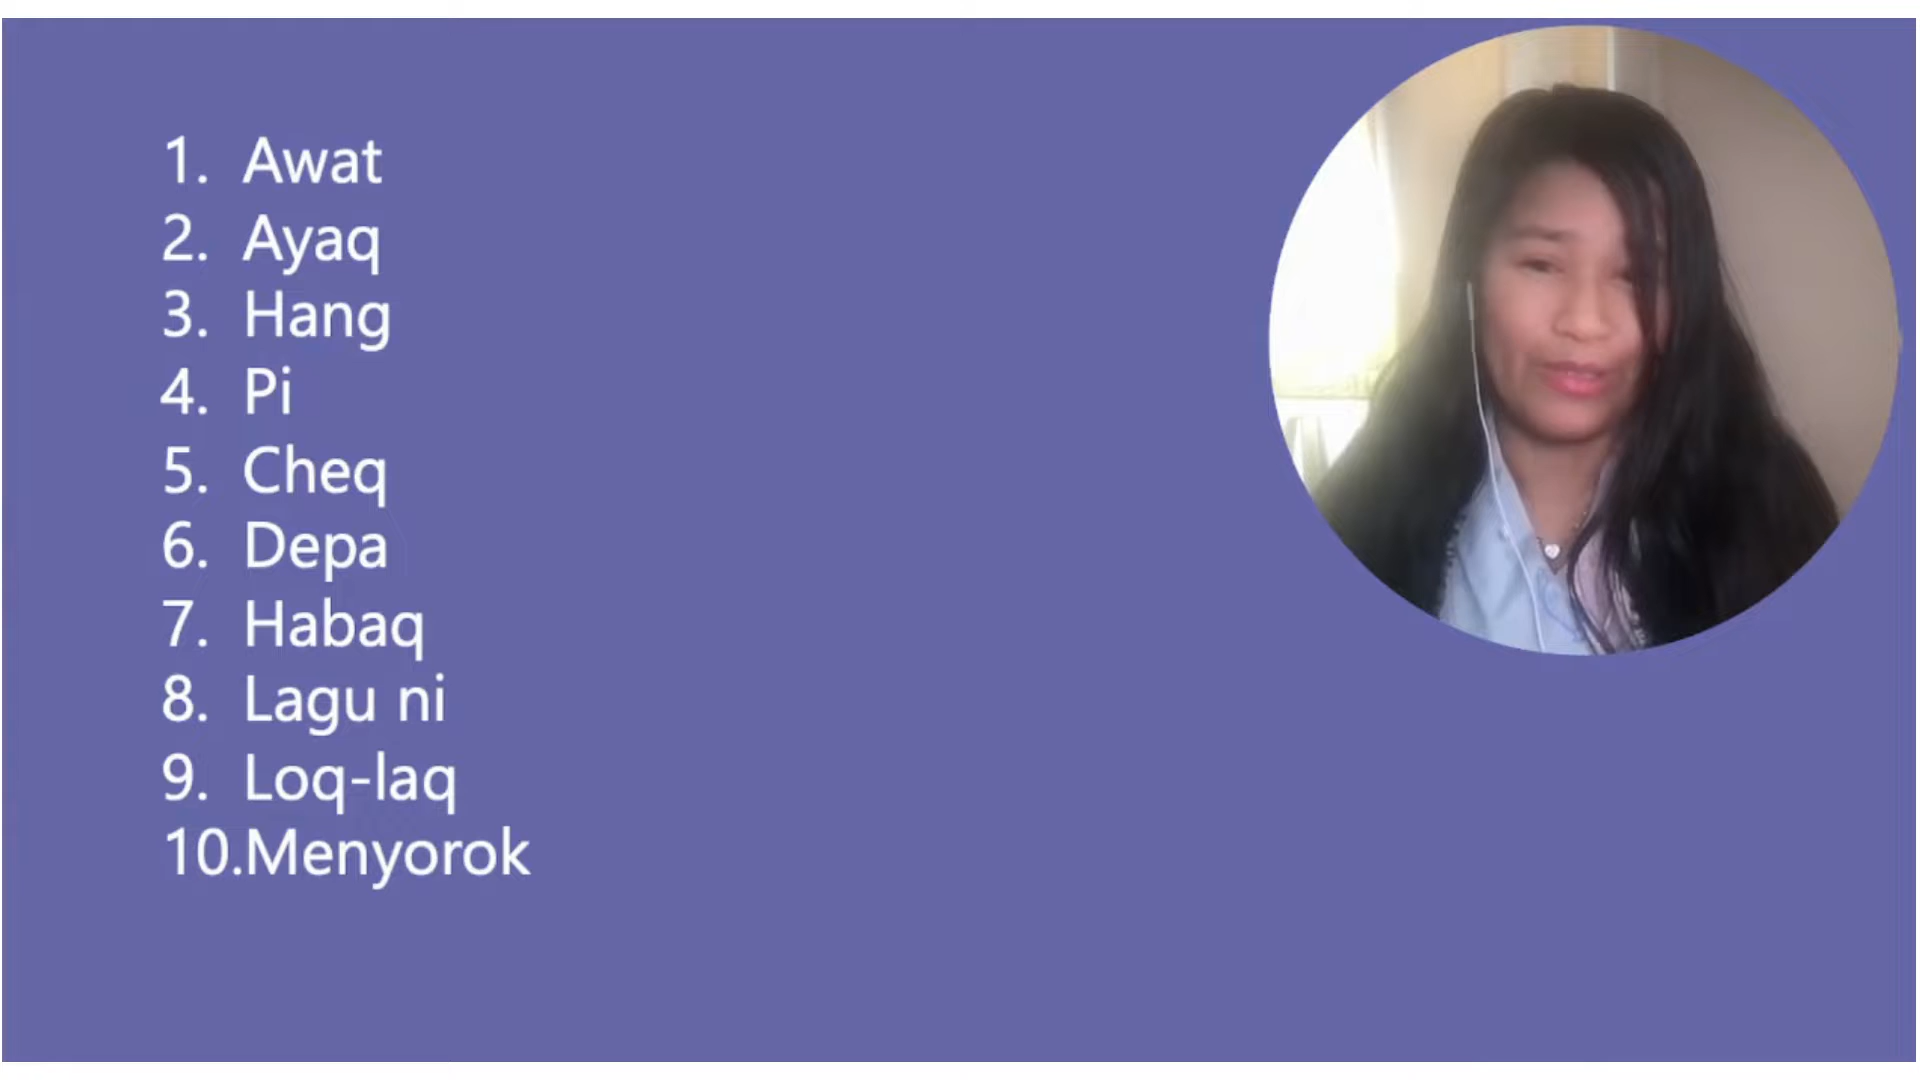 1. Awat
2. Ayaq
3. Hang
4. Pi
5. Cheq
6. Depa
7. Habaq
8. Lagu ni
9. Loq-laq
10.Menyorok